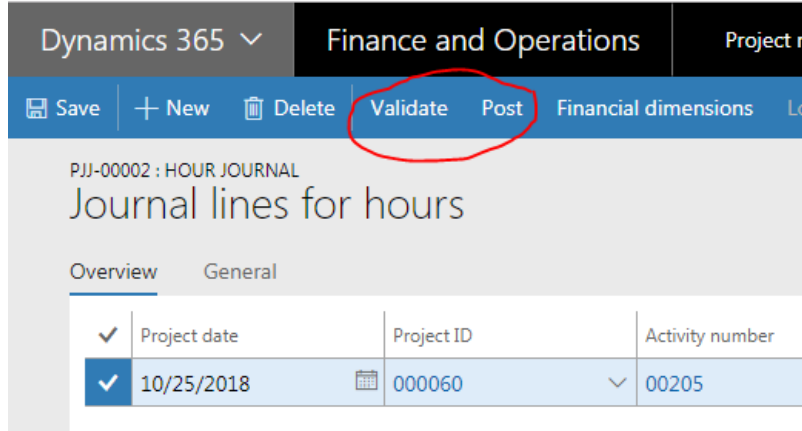 Dynamics 365 Finance and Operations Project
Save New Delete Validate Post Financial dimensions
PJJ-00002 : HOUR JOURNAL
Journal lines for hours
Overview General
Project date Project ID Activity number
10/25/2018 000060 00205